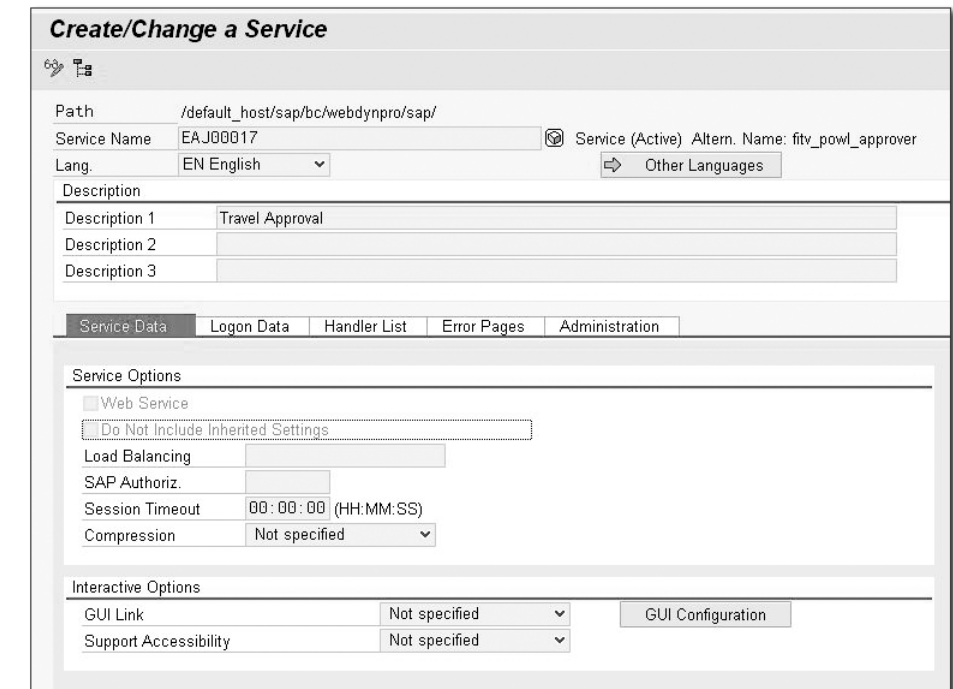 Create/Change a Service
Path /default_host/sap/bc/webdynpro/sap/
Service Name EAJ00017 Service (Active) Altern. Name: fitv_powl_approver
Lang. EN English Other Languages
Description
Description 1 Travel Approval
Description 2
Description 3
Service Data Logon Data Handler List Error Pages Administration
Service Options
Web Service
Do Not Include Inherited Settings
Load Balancing
SAP Authoriz.
Session Timeout 00:00:00 (HH:MM:SS)
Compression Not specified
Interactive Options
GUI Link Not specified GUI Configuration
Support Accessibility Not specified